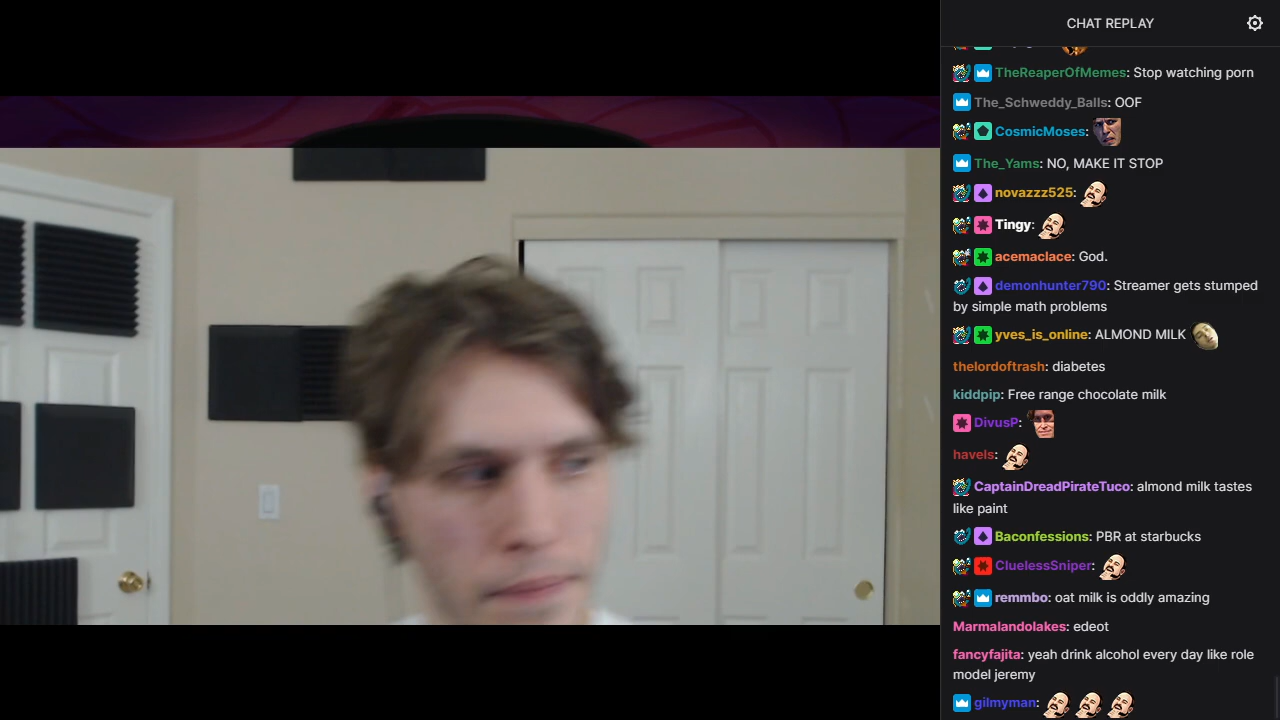 CHAT REPLAY
TheReaperOfMemes: Stop watching porn
The_Schweddy_Balls: OOF
CosmicMoses:
The_Yams: NO, MAKE IT STOP
novazzz525:
Tingy:
acemaclace: God.
demonhunter790: Streamer gets stumped
by simple math problems
yves_is_online: ALMOND MILK
thelordoftrash: diabetes
kiddpip: Free range chocolate milk
DivusP:
havels:
CaptainDreadPirateTuco: almond milk tastes
like paint
Baconfessions: PBR at starbucks
CluelessSniper:
remmbo: oat milk is oddly amazing
Marmalandolakes: edeot
fancyfajita: yeah drink alcohol every day like role
model jeremy
gilmyman: